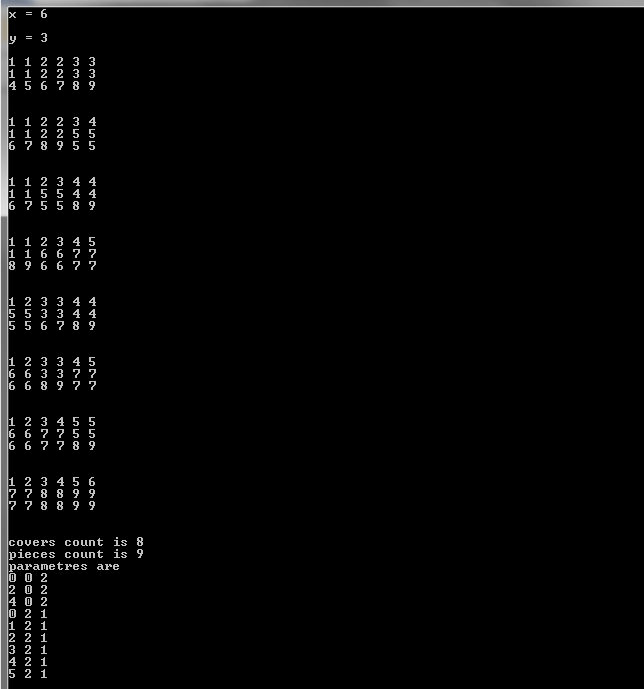 x = 6
y = 3
1 1 2 2 3 3
1 1 2 2 3 3
4 5 6 7 8 9
1 1 2 2 3 4
1 1 2 2 5 5
6 7 8 9 5 5
1 1 2 3 4 4
1 1 5 5 4 4
6 7 5 5 8 9
1 1 2 3 4 5
1 1 6 6 7 7
8 9 6 6 7 7
1 2 3 3 4 4
5 5 3 3 4 4
5 5 6 7 8 9
1 2 3 3 4 5
6 6 3 3 7 7
6 6 8 9 7 7
1 2 3 4 5 5
6 6 7 7 5 5
6 6 7 7 8 9
1 2 3 4 5 6
7 7 8 8 9 9
7 7 8 8 9 9
covers count is 8
pieces count is 9
parametres are
0 0 2
2 0 2
4 0 2
0 2 1
1 2 1
2 2 1
3 2 1
4 2 1
5 2 1